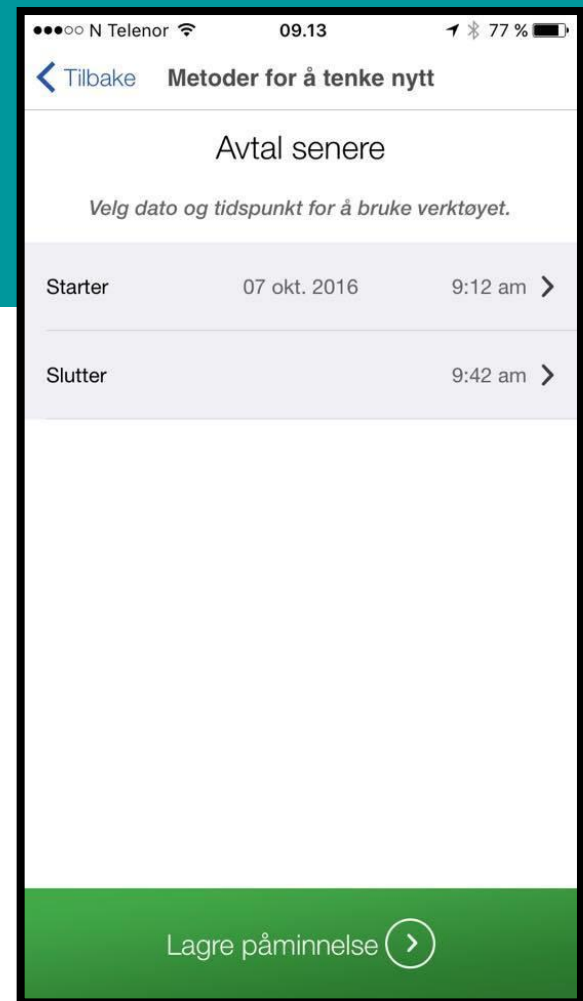 N Telenor 09.13 77 %
Tilbake Metoder for å tenke nytt
Avtal senere
Velg dato og tidspunkt for å bruke verktøyet.
Starter 07 okt. 2016 9:12 am
Slutter 9:42 am
Lagre påminnelse